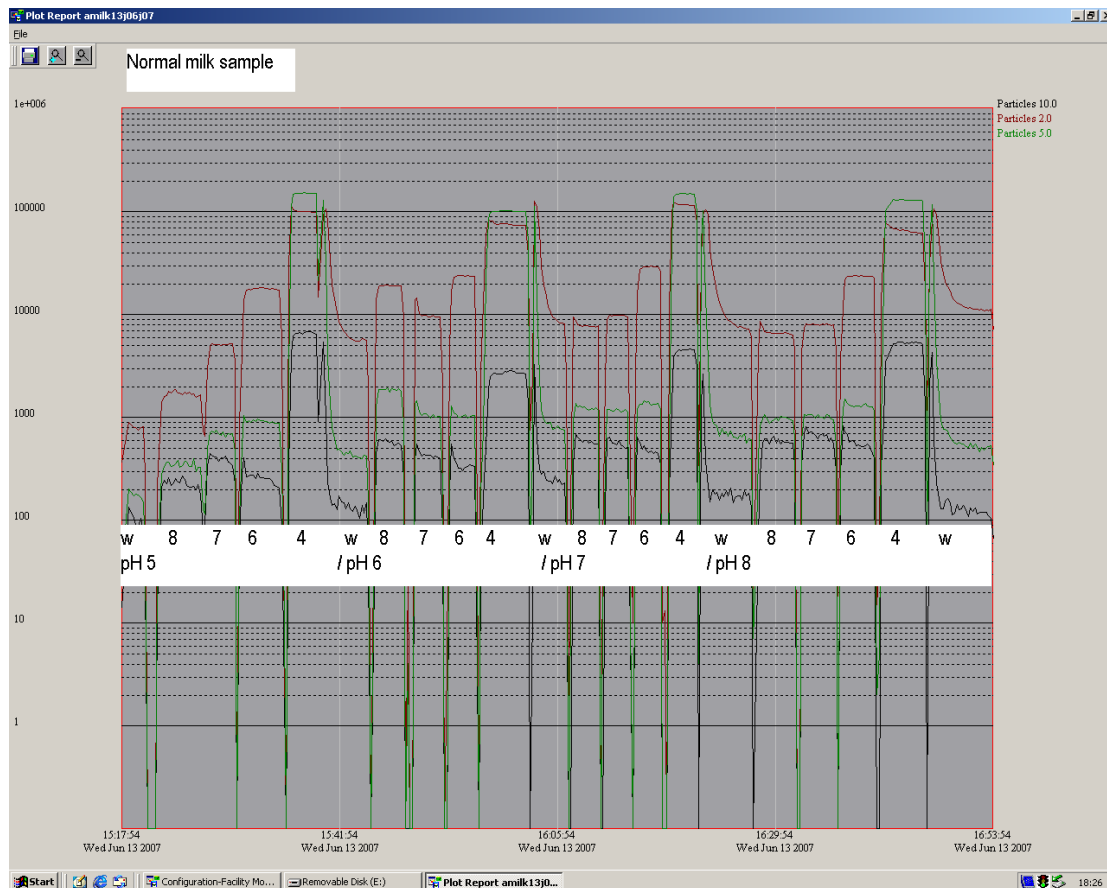 Plot Report amilk13j06j07
File
Normal milk sample
1e+006
Particles 10.0
Particles 2.0
Particles 5.0
100000
10000
1000
100
w 8 7 6 4 w 8 7 6 4 w 8 7 6 4 w 8 7 6 4 w
pH 5 / pH 6 / pH 7 / pH 8
10
1
15:17:54 15:41:54 16:05:54 16:29:54 16:53:54
Wed Jun 13 2007 Wed Jun 13 2007 Wed Jun 13 2007 Wed Jun 13 2007 Wed Jun 13 2007
Start Configuration-Facility Mo... Removable Disk (E:) Plot Report amilk13j0... 18:26